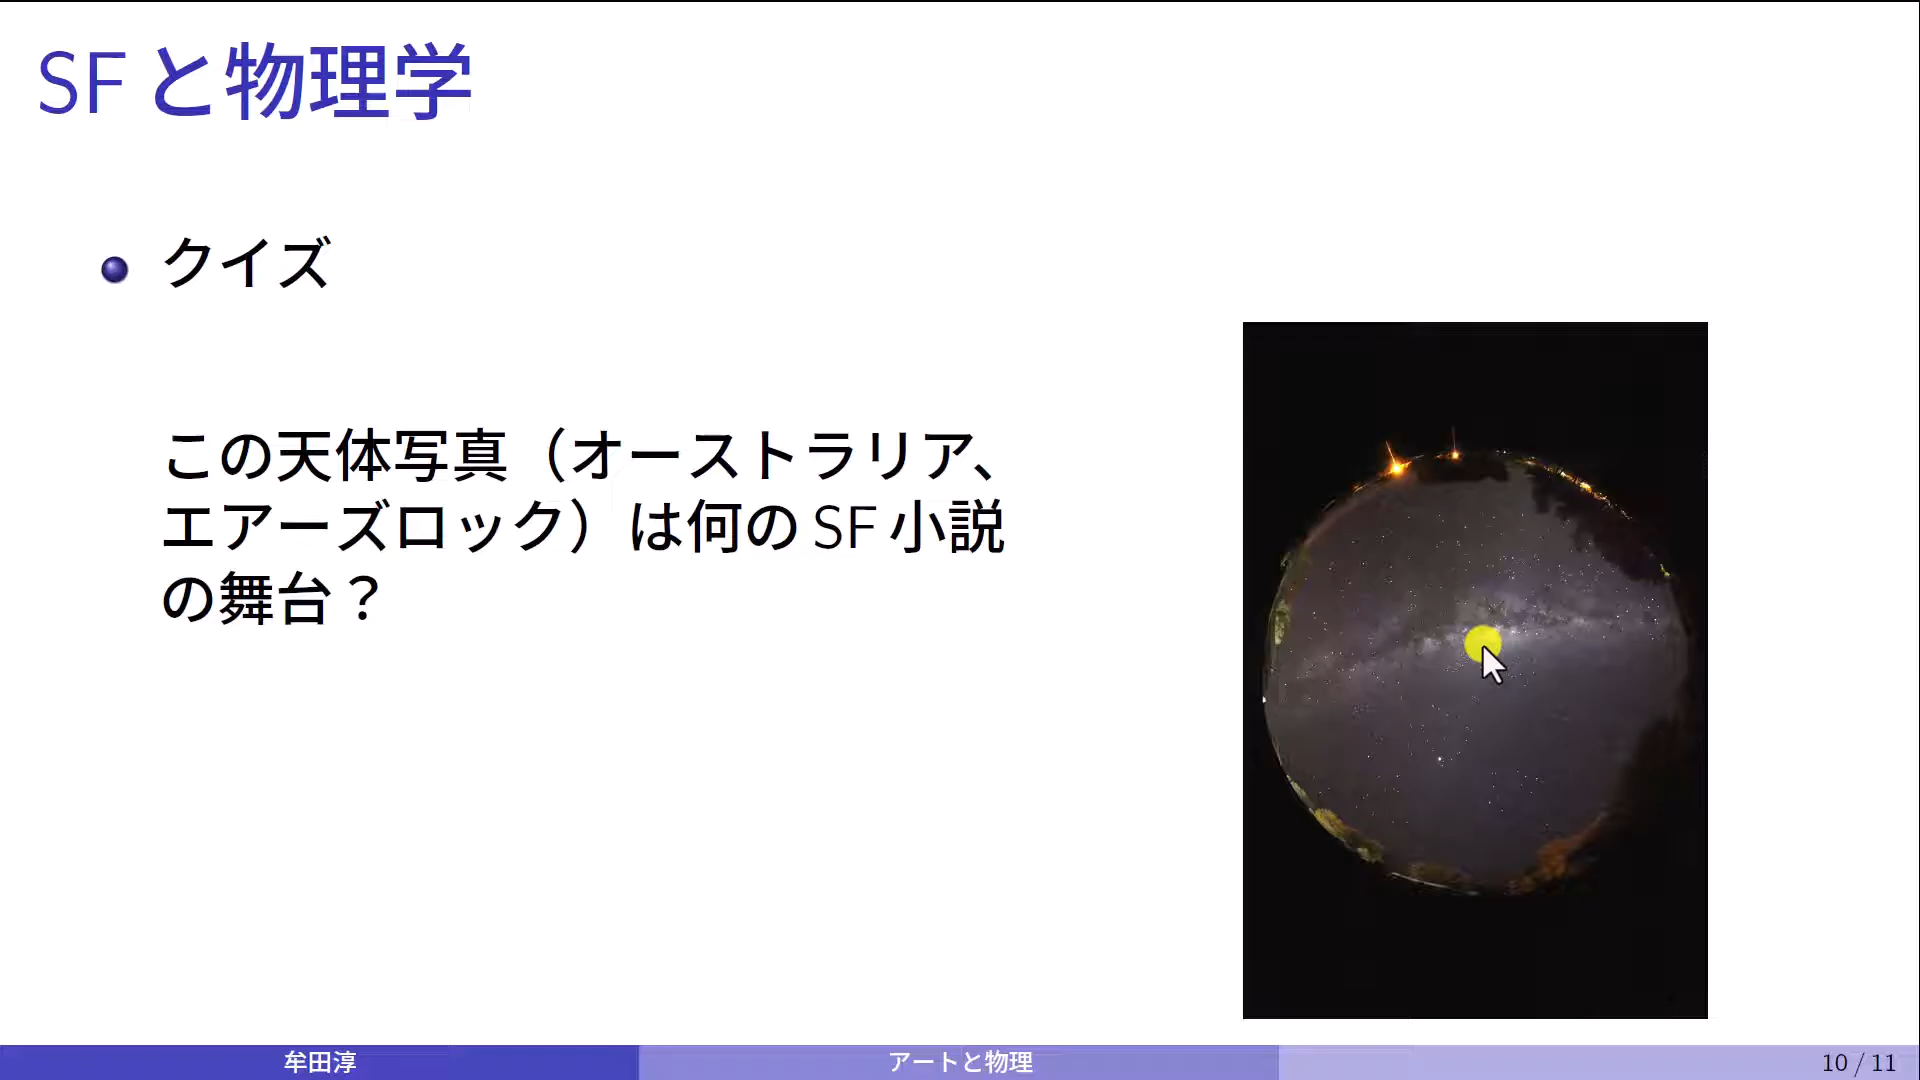 SFと物理学
クイズ
この天体写真（オーストラリア、
エアーズロック）は何のSF小説
の舞台？
牟田淳
アートと物理
10 / 11